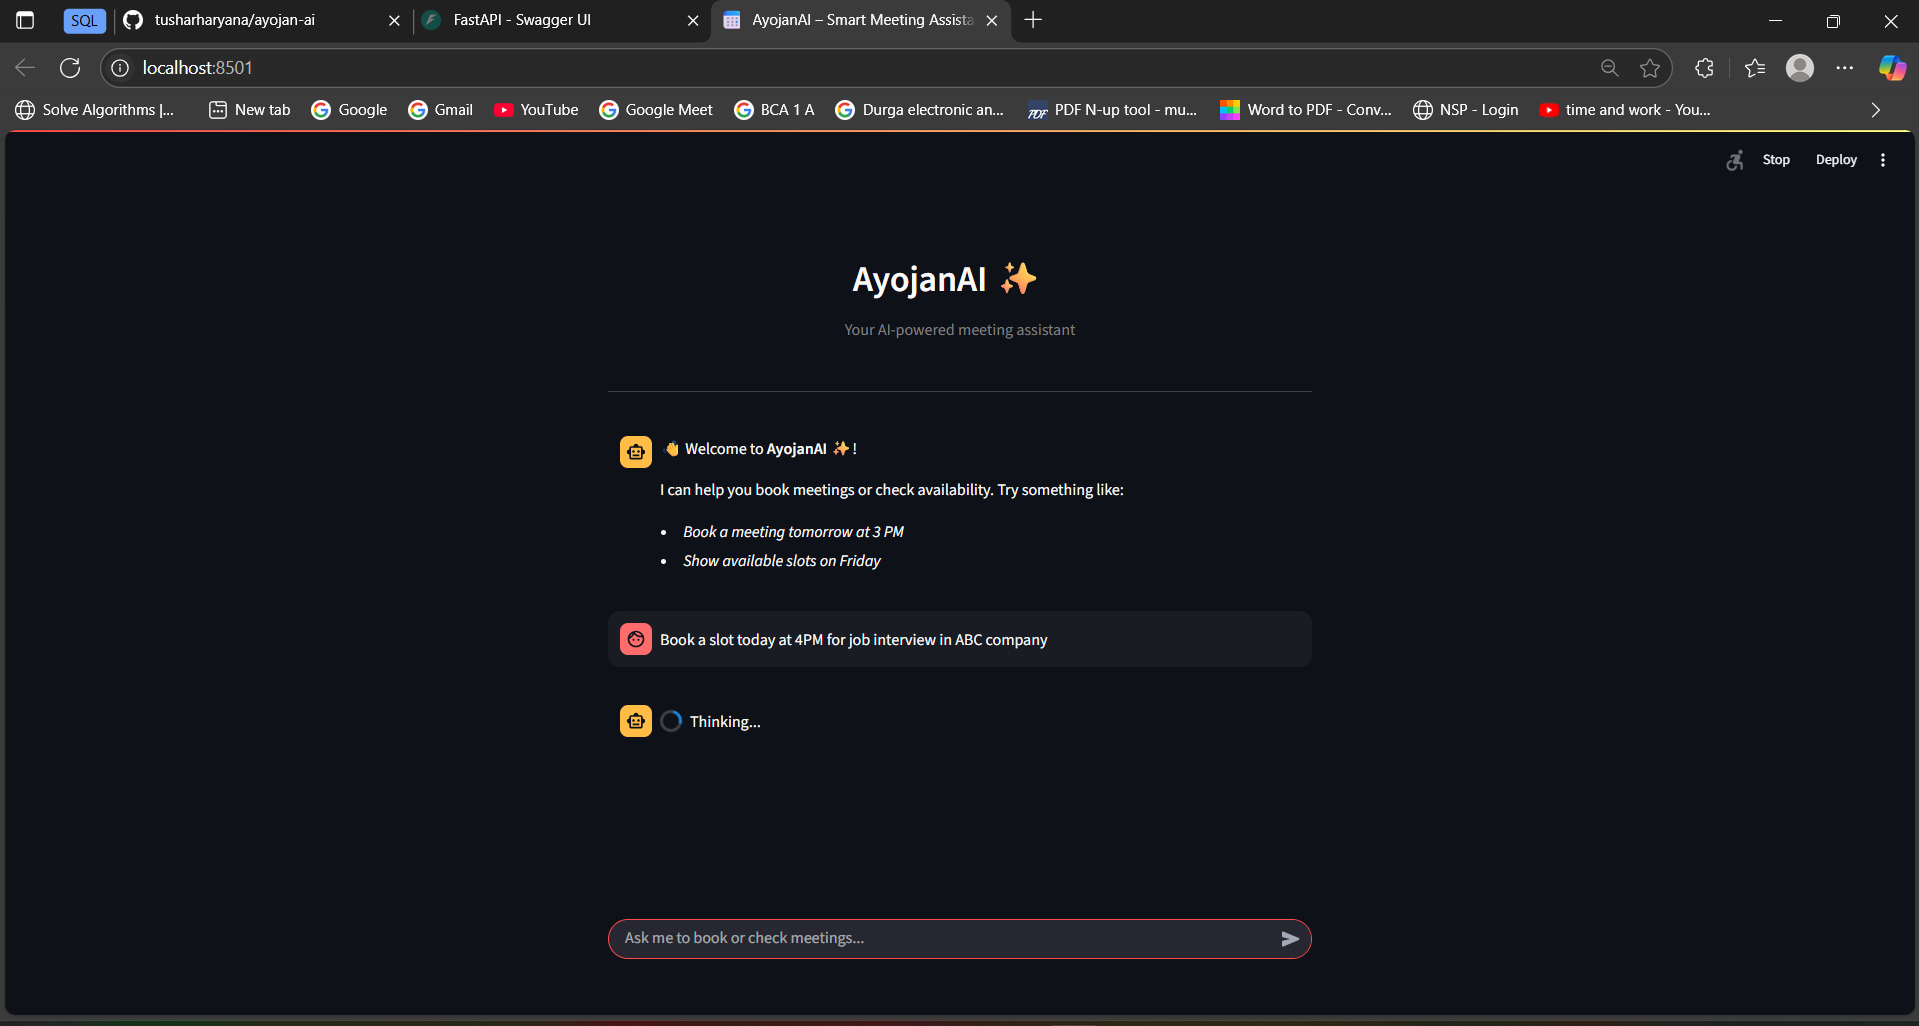 SQL
tusharharyana/ayojan-ai
FastAPI - Swagger UI
AyojanAI – Smart Meeting Assista
localhost:8501
Solve Algorithms |...
New tab
Google
Gmail
YouTube
Google Meet
BCA 1 A
Durga electronic an...
PDF
PDF N-up tool - mu...
Word to PDF - Conv...
NSP - Login
time and work - You...
Stop
Deploy
AyojanAI ✨
Your AI-powered meeting assistant
👋 Welcome to AyojanAI ✨!
I can help you book meetings or check availability. Try something like:
• Book a meeting tomorrow at 3 PM
• Show available slots on Friday
Book a slot today at 4PM for job interview in ABC company
Thinking...
Ask me to book or check meetings...